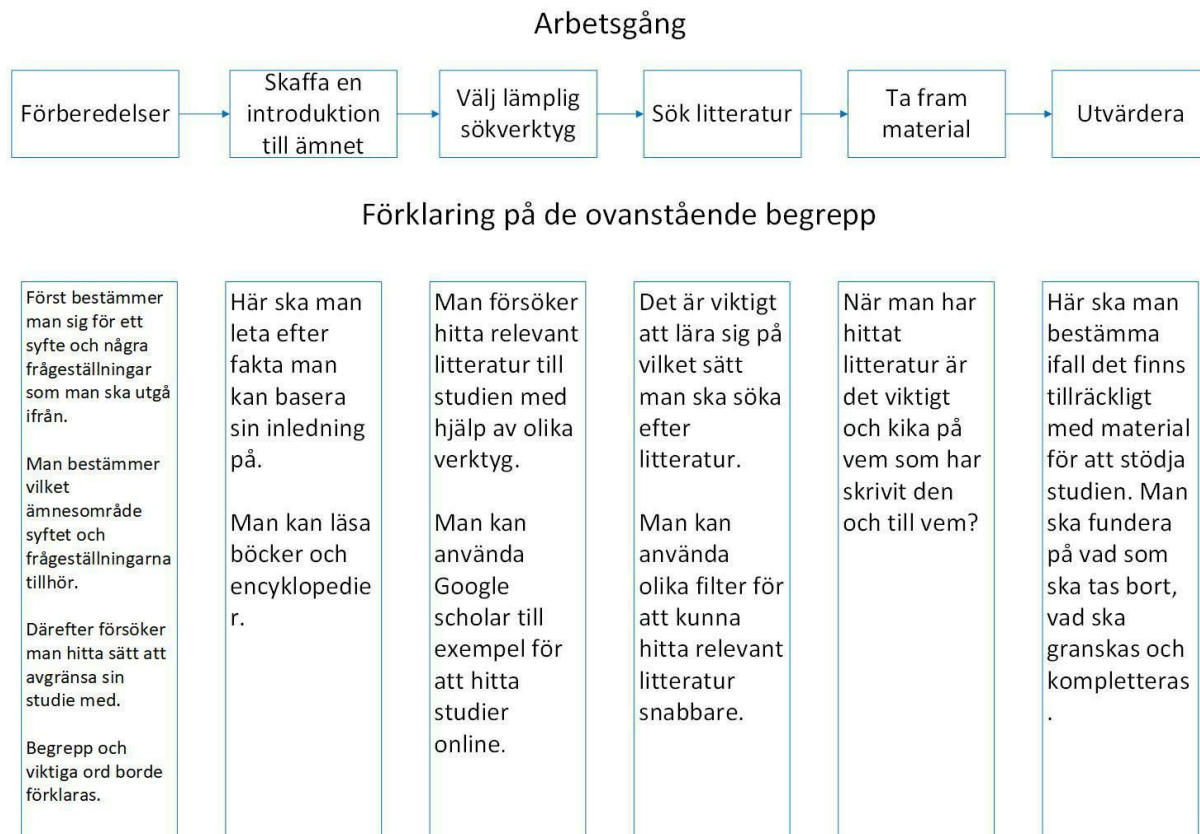 Arbetsgång
Förberedelser
Skaffa en
introduktion
till ämnet
Välj lämplig
sökverktyg
Sök litteratur
Ta fram
material
Utvärdera
Förklaring på de ovanstående begrepp
Först bestämmer
man sig för ett
syfte och några
frågeställningar
som man ska utgå
ifrån.
Man bestämmer
vilket
ämnesområde
syftet och
frågeställningarna
tillhör.
Därefter försöker
man hitta sätt att
avgränsa sin
studie med.
Begrepp och
viktiga ord borde
förklaras.
Här ska man
leta efter
fakta man
kan basera
sin inledning
på.
Man kan läsa
böcker och
encyklopedie
r.
Man försöker
hitta relevant
litteratur till
studien med
hjälp av olika
verktyg.
Man kan
använda
Google
scholar till
exempel för
att hitta
studier
online.
Det är viktigt
att lära sig på
vilket sätt
man ska söka
efter
litteratur.
Man kan
använda
olika filter för
att kunna
hitta relevant
litteratur
snabbare.
När man har
hittat
litteratur är
det viktigt
och kika på
vem som har
skrivit den
och till vem?
Här ska man
bestämma
ifall det finns
tillräckligt
med material
för att stödja
studien. Man
ska fundera
på vad som
ska tas bort,
vad ska
granskas och
kompletteras
.